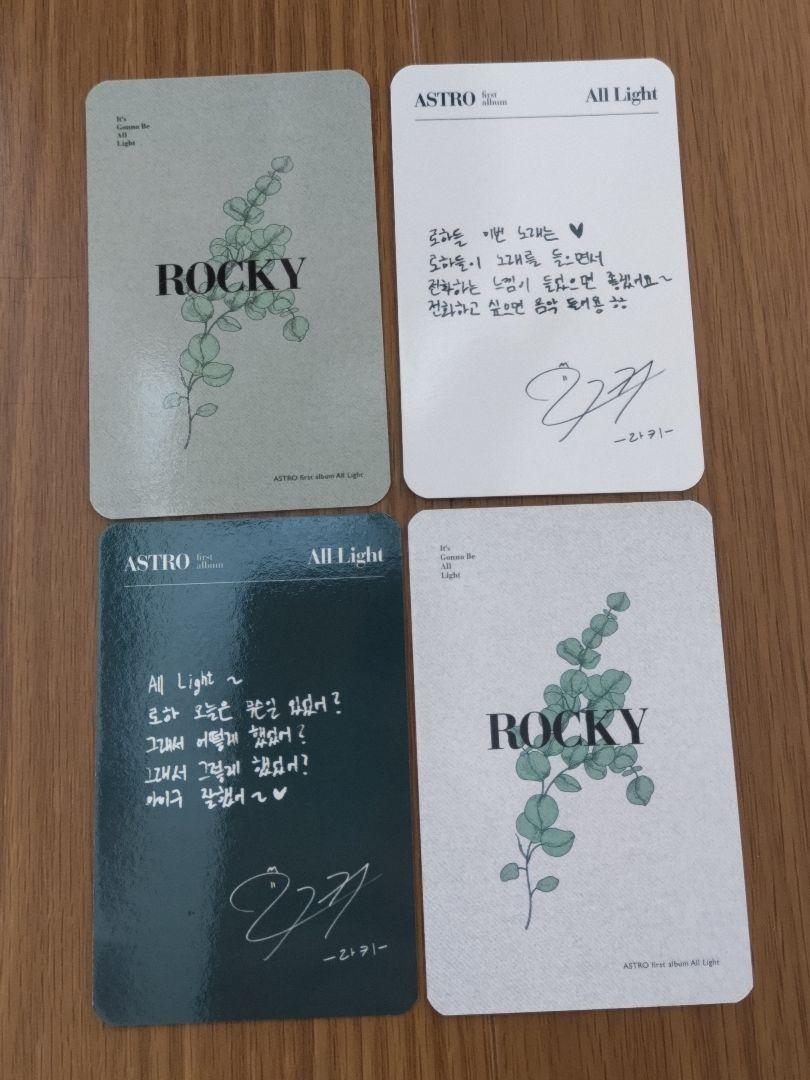 It's
Gonna Be
All
Light
ROCKY
ASTRO first album All Light
ASTRO first album All Light
로하들 이번 노래는 ♥
로하들이 노래를 들으면서
전화하는 느낌이 들었으면 좋겠어요~
전화하고 싶으면 음악 틀어용 ㅎㅎ
-라키-
ASTRO first album All Light
All Light ~
로하 오늘은 무슨일 있었어?
그래서 어떻게 했었어?
그래서 그렇게 했었어?
아이구 잘했어~♥
-라키-
It's
Gonna Be
All
Light
ROCKY
ASTRO first album All Light